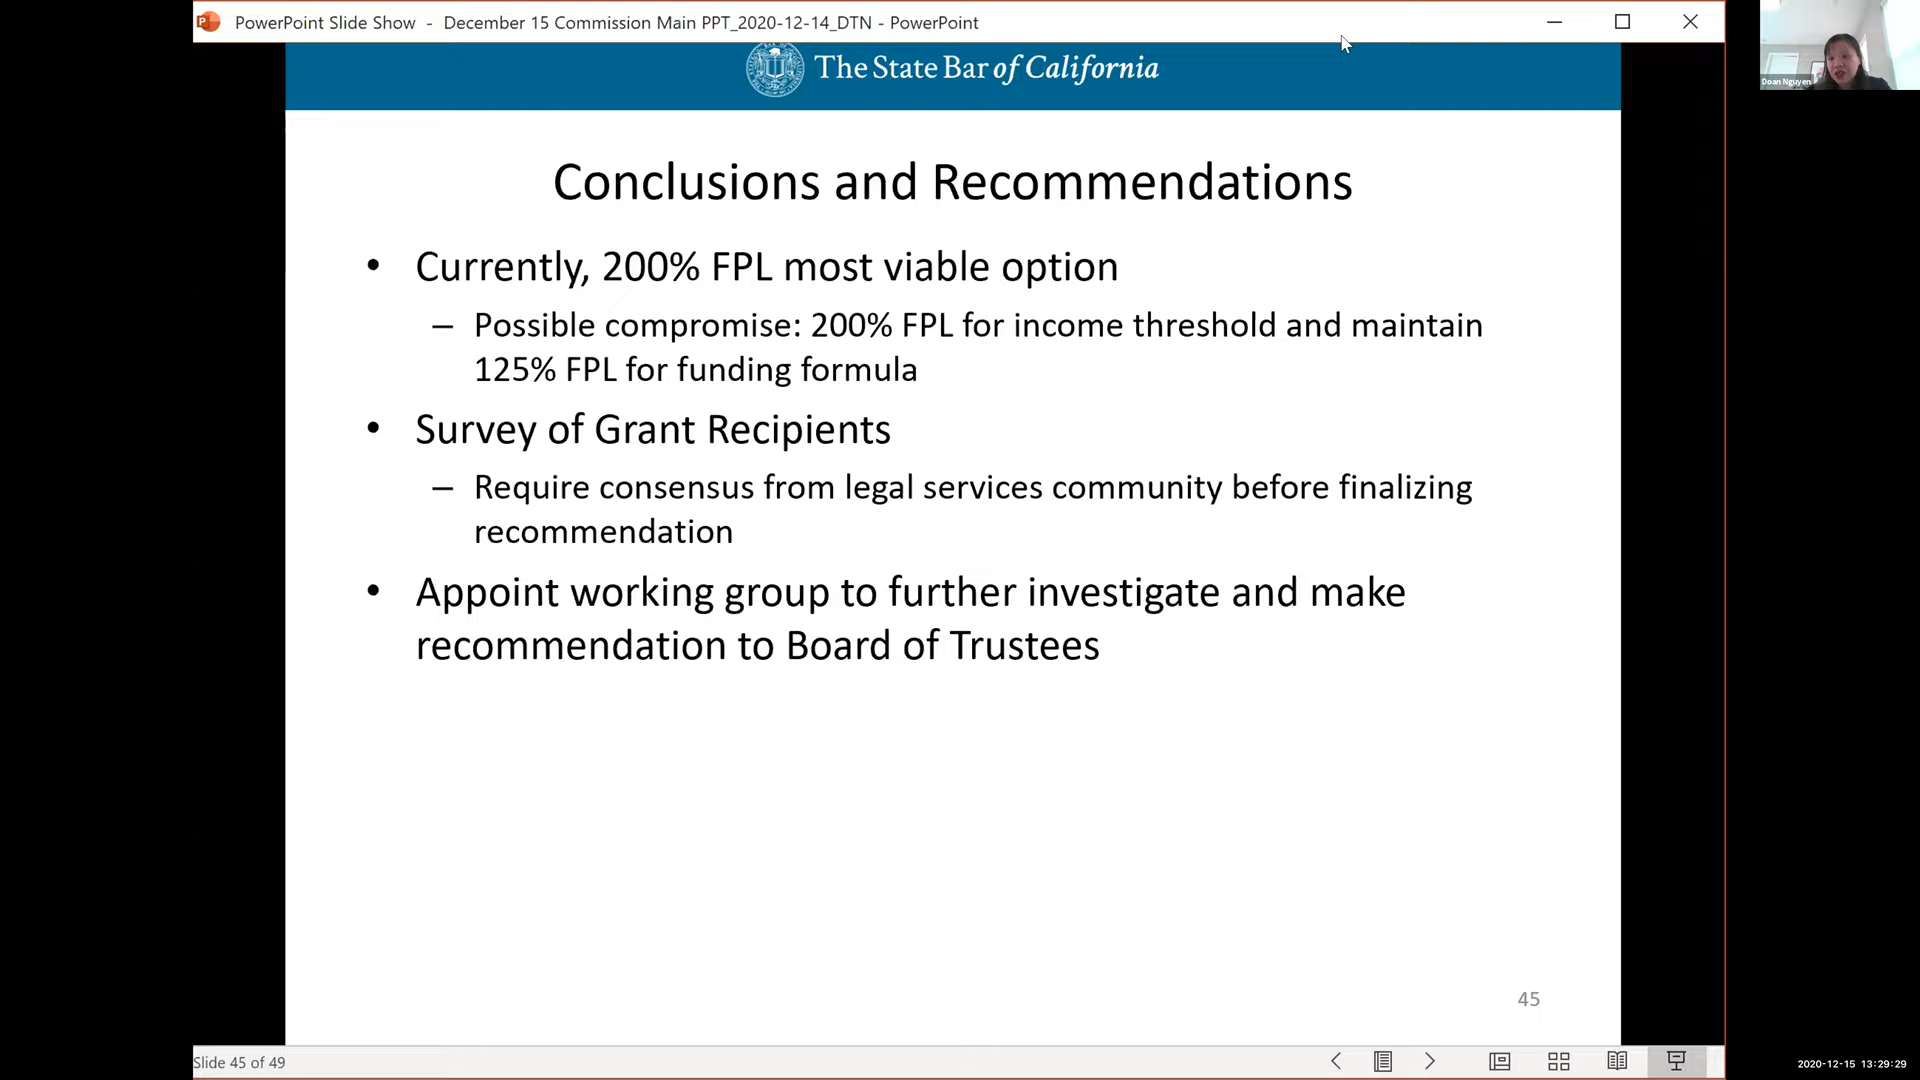 PowerPoint Slide Show - December 15 Commission Main PPT_2020-12-14_DTN - PowerPoint
The State Bar of California
Doan Nguyen
Conclusions and Recommendations
• Currently, 200% FPL most viable option
– Possible compromise: 200% FPL for income threshold and maintain
125% FPL for funding formula
• Survey of Grant Recipients
– Require consensus from legal services community before finalizing
recommendation
• Appoint working group to further investigate and make
recommendation to Board of Trustees
45
Slide 45 of 49
2020-12-15 13:29:29